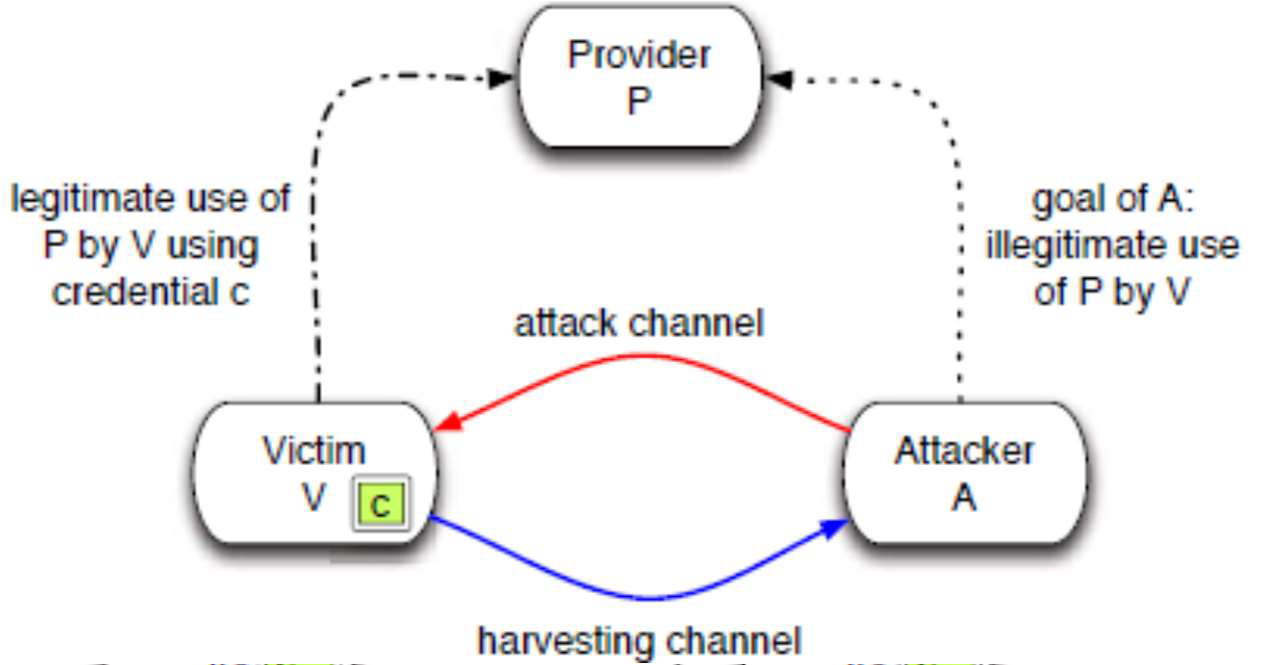 Provider
P
legitimate use of
P by V using
credential c
goal of A:
illegitimate use
of P by V
attack channel
Victim
V
c
Attacker
A
harvesting channel